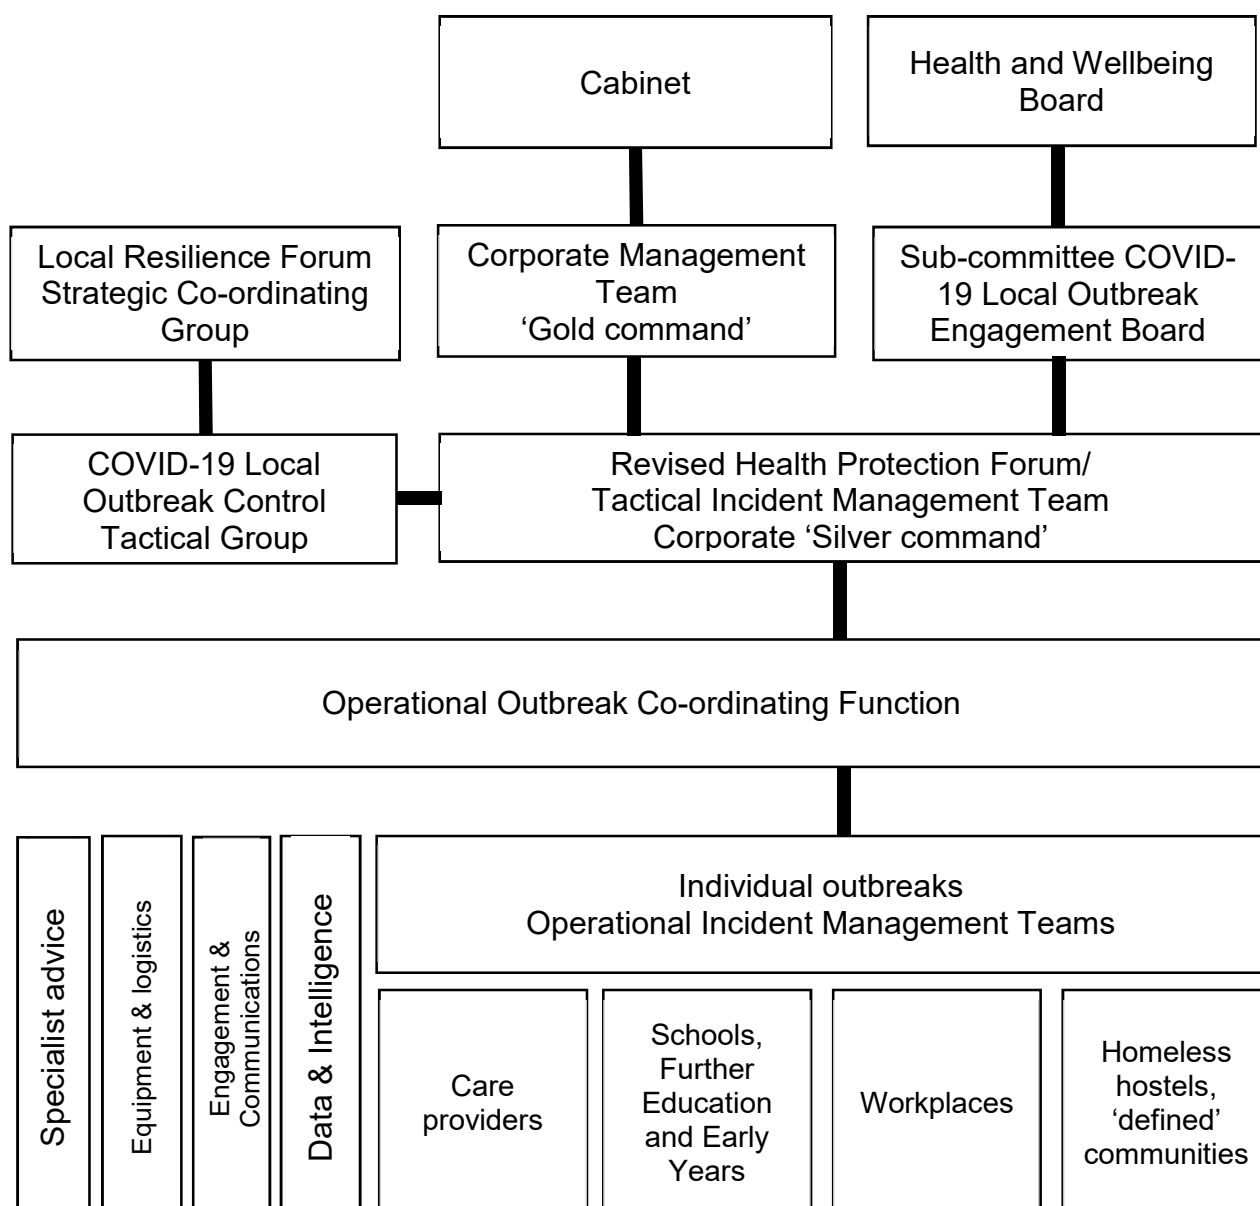 Cabinet
Health and Wellbeing
Board
Local Resilience Forum
Strategic Co-ordinating
Group
Corporate Management
Team
‘Gold command’
Sub-committee COVID-
19 Local Outbreak
Engagement Board
COVID-19 Local
Outbreak Control
Tactical Group
Revised Health Protection Forum/
Tactical Incident Management Team
Corporate ‘Silver command’
Operational Outbreak Co-ordinating Function
Specialist advice
Equipment & logistics
Engagement &
Communications
Data & Intelligence
Individual outbreaks
Operational Incident Management Teams
Care
providers
Schools,
Further
Education
and Early
Years
Workplaces
Homeless
hostels,
‘defined’
communities